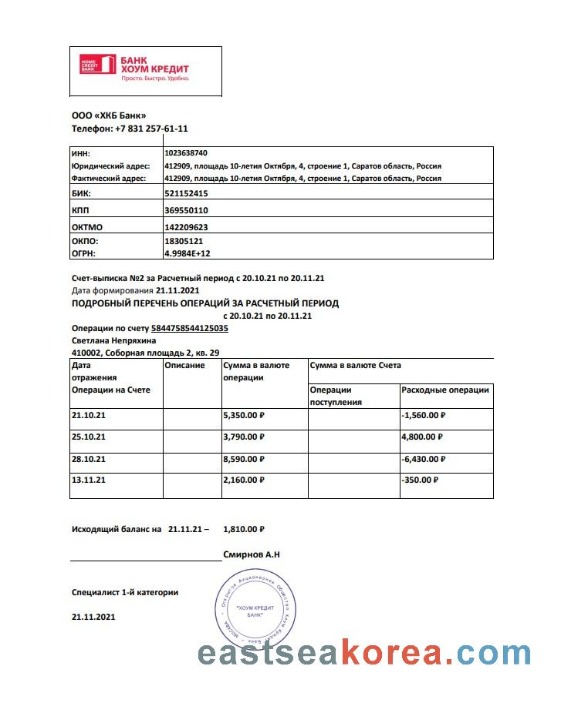 HOME CREDIT BANK
БАНК
ХОУМ КРЕДИТ
Просто. Быстро. Удобно.
ООО «ХКБ Банк»
Телефон: +7 831 257-61-11
ИНН: 1023638740
Юридический адрес: 412909, площадь 10-летия Октября, 4, строение 1, Саратов область, Россия
Фактический адрес: 412909, площадь 10-летия Октября, 4, строение 1, Саратов область, Россия
БИК: 521152415
КПП 369550110
ОКТМО 142209623
ОКПО: 18305121
ОГРН: 4.9984E+12
Счет-выписка №2 за Расчетный период с 20.10.21 по 20.11.21
Дата формирования 21.11.2021
ПОДРОБНЫЙ ПЕРЕЧЕНЬ ОПЕРАЦИЙ ЗА РАСЧЕТНЫЙ ПЕРИОД
с 20.10.21 по 20.11.21
Операции по счету 5844758544125035
Светлана Непряхина
410002, Соборная площадь 2, кв. 29
Дата отражения Операции на Счете Описание Сумма в валюте операции Сумма в валюте Счета
Операции поступления Расходные операции
21.10.21 5,350.00 ₽ -1,560.00 ₽
25.10.21 3,790.00 ₽ 4,800.00 ₽
28.10.21 8,590.00 ₽ -6,430.00 ₽
13.11.21 2,160.00 ₽ -350.00 ₽
Исходящий баланс на 21.11.21 – 1,810.00 ₽
Смирнов А.Н
Специалист 1-й категории
21.11.2021
"ХОУМ КРЕДИТ
БАНК"
eastseakorea.com